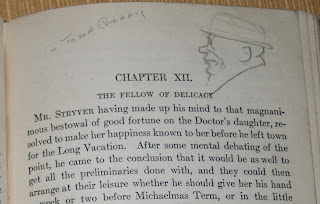 CHAPTER XII.
THE FELLOW OF DELICACY
MR. STRYVER having made up his mind to that magnani-
mous bestowal of good fortune on the Doctor's daughter, re-
solved to make her happiness known to her before he left town
for the Long Vacation. After some mental debating of the
point, he came to the conclusion that it would be as well to
get all the preliminaries done with, and they could then
arrange at their leisure whether he should give her his hand
week or two before Michaelmas Term, or in the little